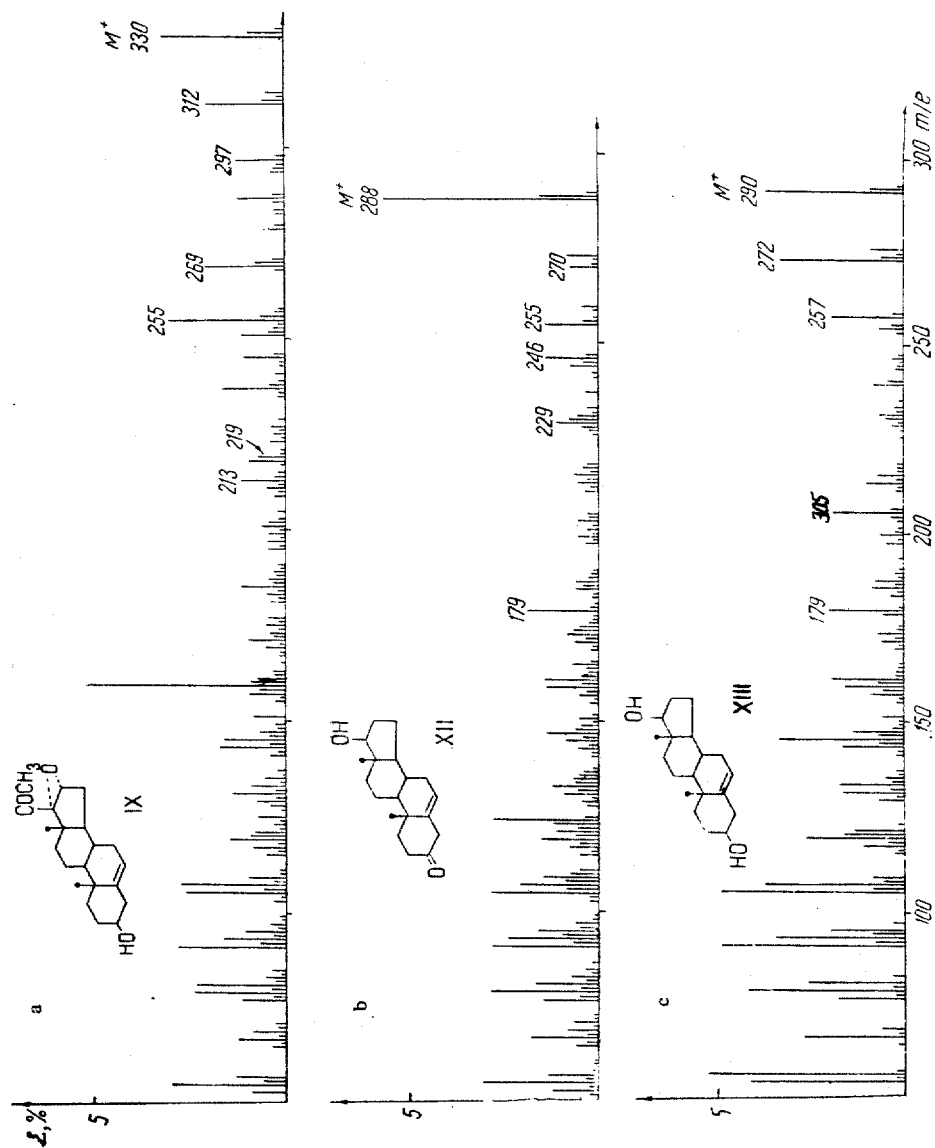 a
Σ, %
5
COCH₃
O
HO
IX
213
219
255
269
297
312
M⁺
330
b
5
OH
O
XII
179
229
246
255
270
M⁺
288
c
5
OH
HO
XIII
179
305
257
272
M⁺
290
100
150
200
250
300 m/e